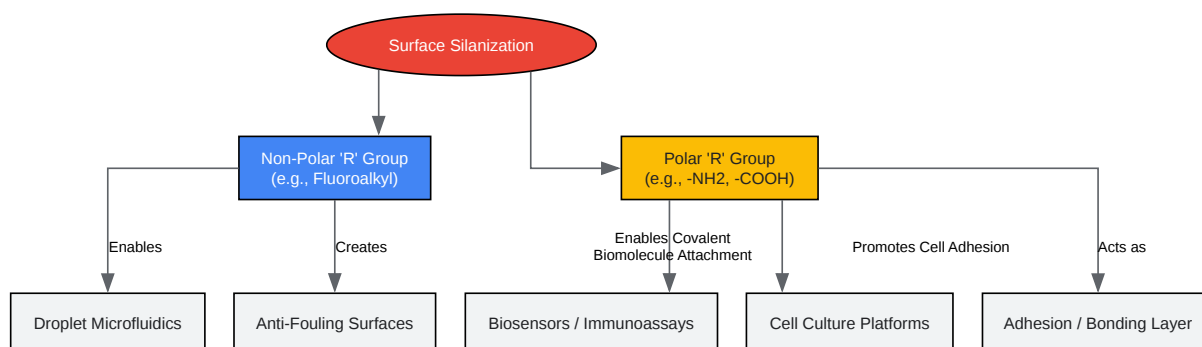 Surface Silanization
Non-Polar 'R' Group
(e.g., Fluoroalkyl)
Polar 'R' Group
(e.g., -NH2, -COOH)
Enables
Creates
Enables Covalent
Biomolecule Attachment
Promotes Cell Adhesion
Acts as
Droplet Microfluidics
Anti-Fouling Surfaces
Biosensors / Immunoassays
Cell Culture Platforms
Adhesion / Bonding Layer